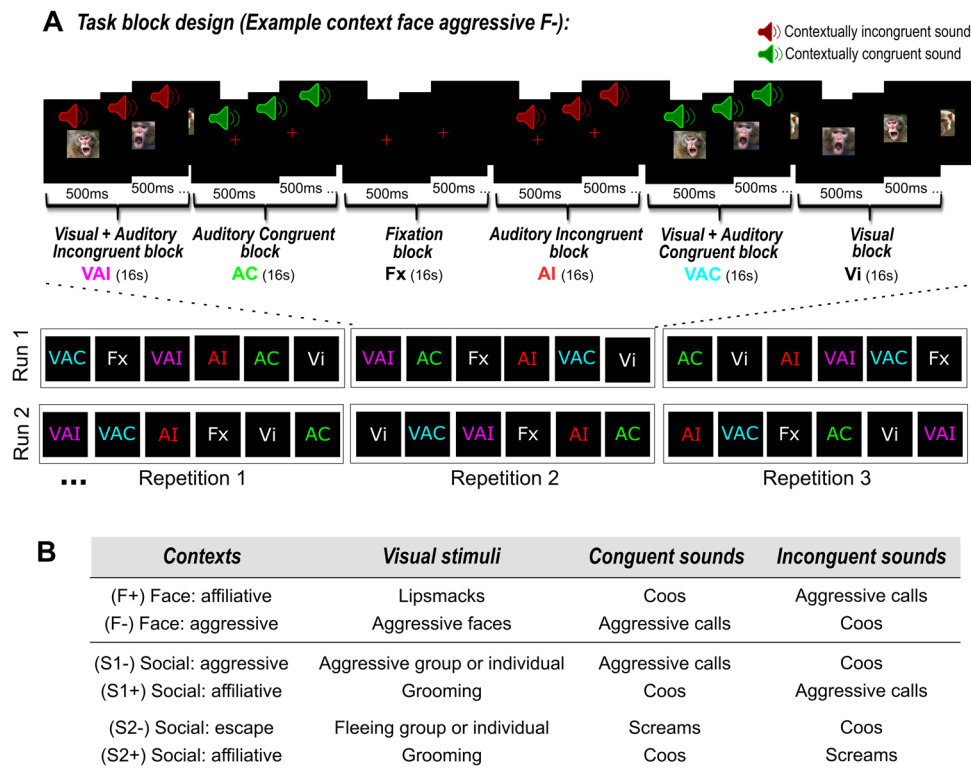 A Task block design (Example context face aggressive F-):
Contextually incongruent sound
Contextually congruent sound
500ms 500ms ... 500ms 500ms ... 500ms 500ms ... 500ms 500ms ... 500ms 500ms ... 500ms 500ms ...
Visual + Auditory Auditory Congruent Fixation Auditory Incongruent Visual + Auditory Visual
Incongruent block block block block Congruent block block
VAI (16s) AC (16s) Fx (16s) AI (16s) VAC (16s) Vi (16s)
Run 1
VAC Fx VAI AI AC Vi VAI AC Fx AI VAC Vi AC Vi AI VAI VAC Fx
Run 2
VAI VAC AI Fx Vi AC Vi VAC VAI Fx AI AC AI VAC Fx AC Vi VAI
... Repetition 1 Repetition 2 Repetition 3
B Contexts Visual stimuli Conguent sounds Inconguent sounds
(F+) Face: affiliative Lipsmacks Coos Aggressive calls
(F-) Face: aggressive Aggressive faces Aggressive calls Coos
(S1-) Social: aggressive Aggressive group or individual Aggressive calls Coos
(S1+) Social: affiliative Grooming Coos Aggressive calls
(S2-) Social: escape Fleeing group or individual Screams Coos
(S2+) Social: affiliative Grooming Coos Screams